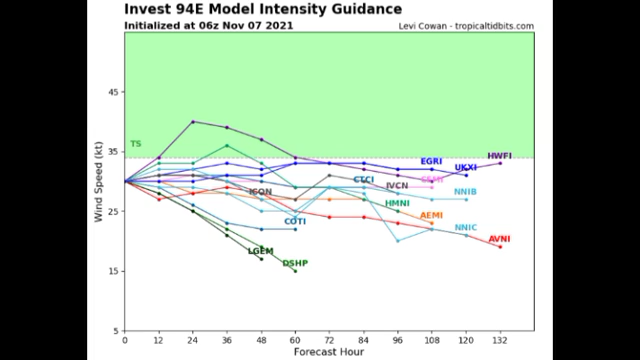 Invest 94E Model Intensity Guidance
Initialized at 06z Nov 07 2021
Levi Cowan - tropicaltidbits.com
TS
45
35
25
15
5
Wind Speed (kt)
HWFI
EGRI
UKXI
CTCI
IVCN
ICON
NNIB
HMNI
AEMI
COTI
NNIC
AVNI
LGEM
DSHP
0 12 24 36 48 60 72 84 96 108 120 132
Forecast Hour